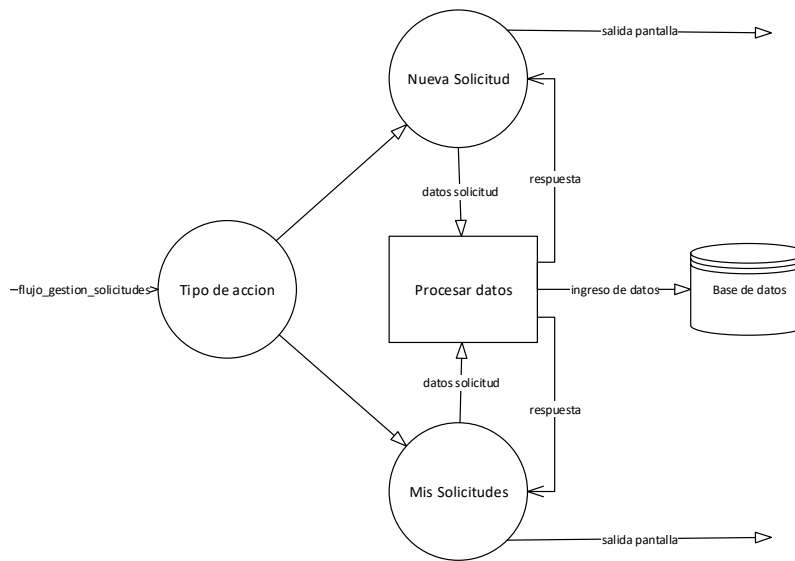 salida pantalla
Nueva Solicitud
respuesta
datos solicitud
flujo_gestion_solicitudes
Tipo de accion
Procesar datos
ingreso de datos
Base de datos
datos solicitud
respuesta
Mis Solicitudes
salida pantalla